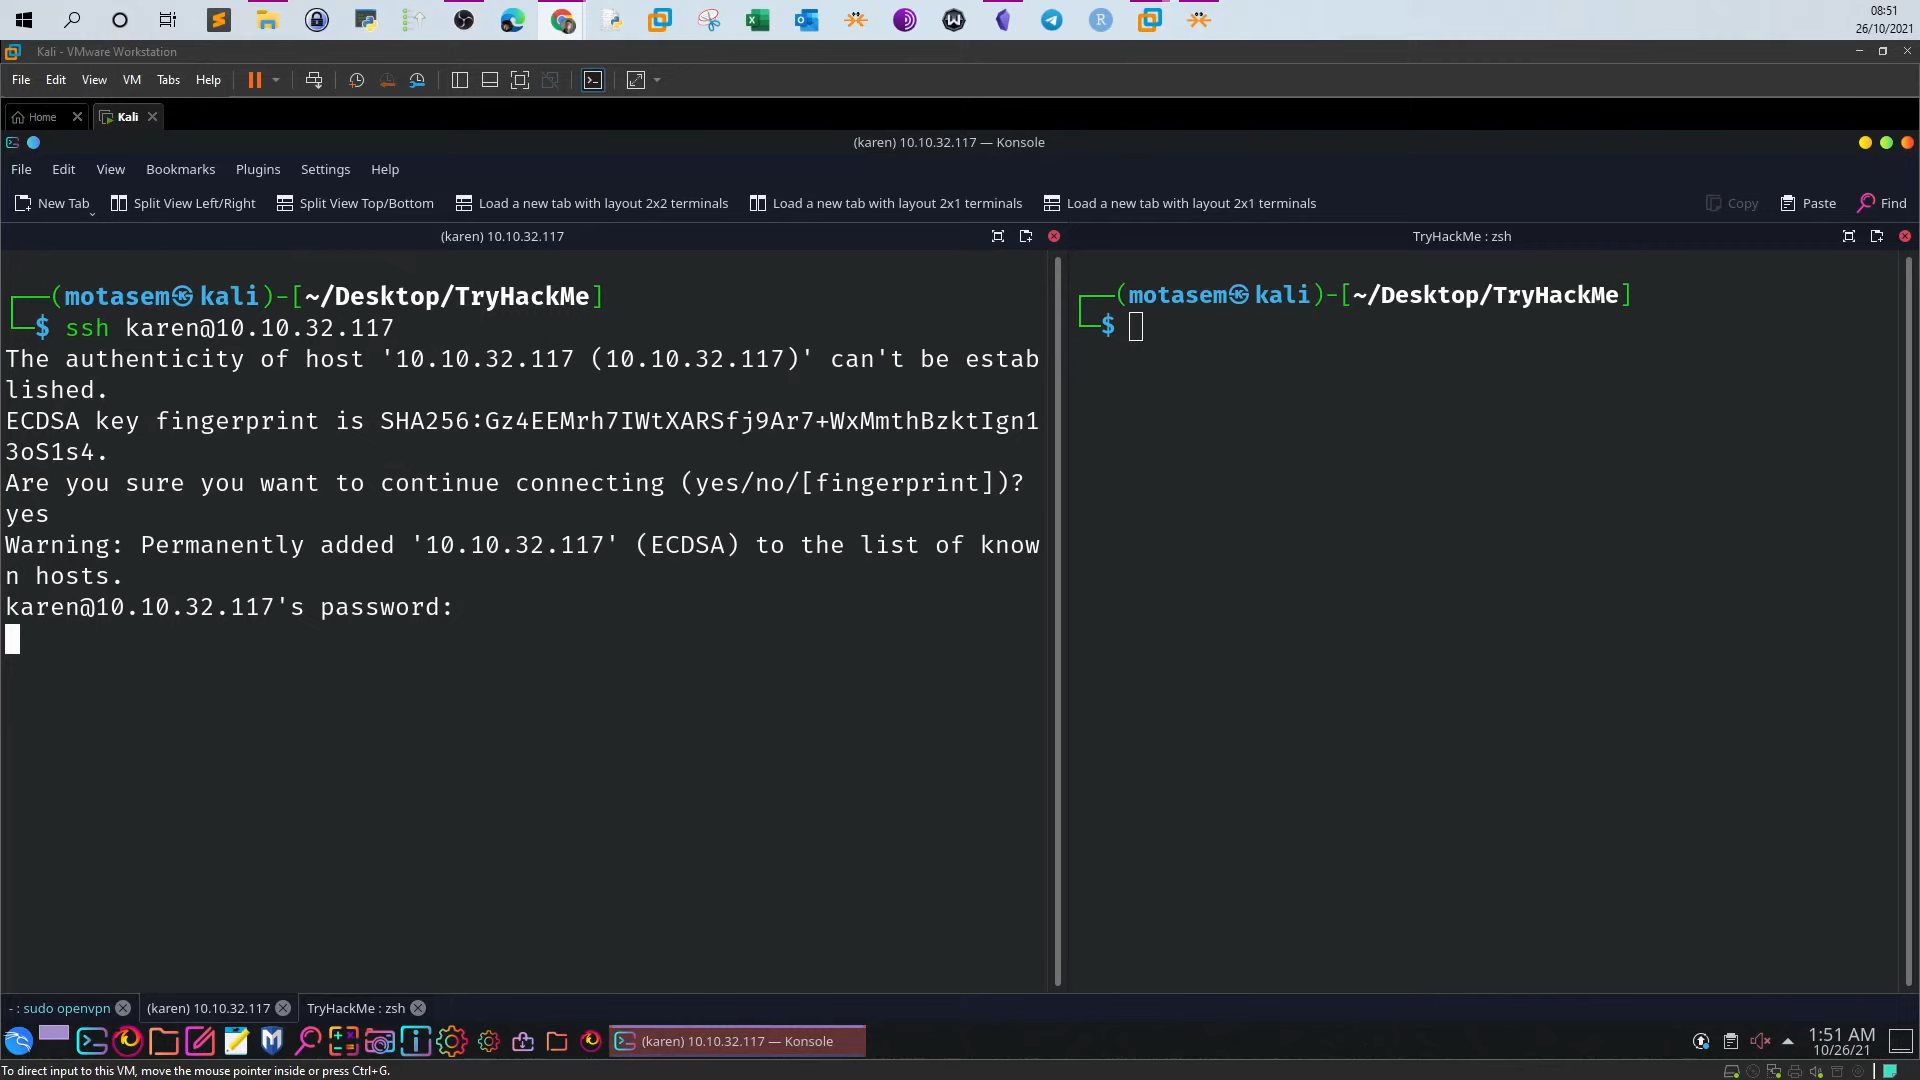 08:51
26/10/2021
Kali - VMware Workstation
File Edit View VM Tabs Help
Home Kali
(karen) 10.10.32.117 — Konsole
File Edit View Bookmarks Plugins Settings Help
New Tab Split View Left/Right Split View Top/Bottom Load a new tab with layout 2x2 terminals Load a new tab with layout 2x1 terminals Load a new tab with layout 2x1 terminals Copy Paste Find
(karen) 10.10.32.117
TryHackMe : zsh
(motasem㉿kali)-[~/Desktop/TryHackMe]
$ ssh karen@10.10.32.117
The authenticity of host '10.10.32.117 (10.10.32.117)' can't be estab
lished.
ECDSA key fingerprint is SHA256:Gz4EEMrh7IWtXARSfj9Ar7+WxMmthBzktIgn1
3oS1s4.
Are you sure you want to continue connecting (yes/no/[fingerprint])?
yes
Warning: Permanently added '10.10.32.117' (ECDSA) to the list of know
n hosts.
karen@10.10.32.117's password:
(motasem㉿kali)-[~/Desktop/TryHackMe]
$
- : sudo openvpn (karen) 10.10.32.117 TryHackMe : zsh
(karen) 10.10.32.117 — Konsole
1:51 AM
10/26/21
To direct input to this VM, move the mouse pointer inside or press Ctrl+G.